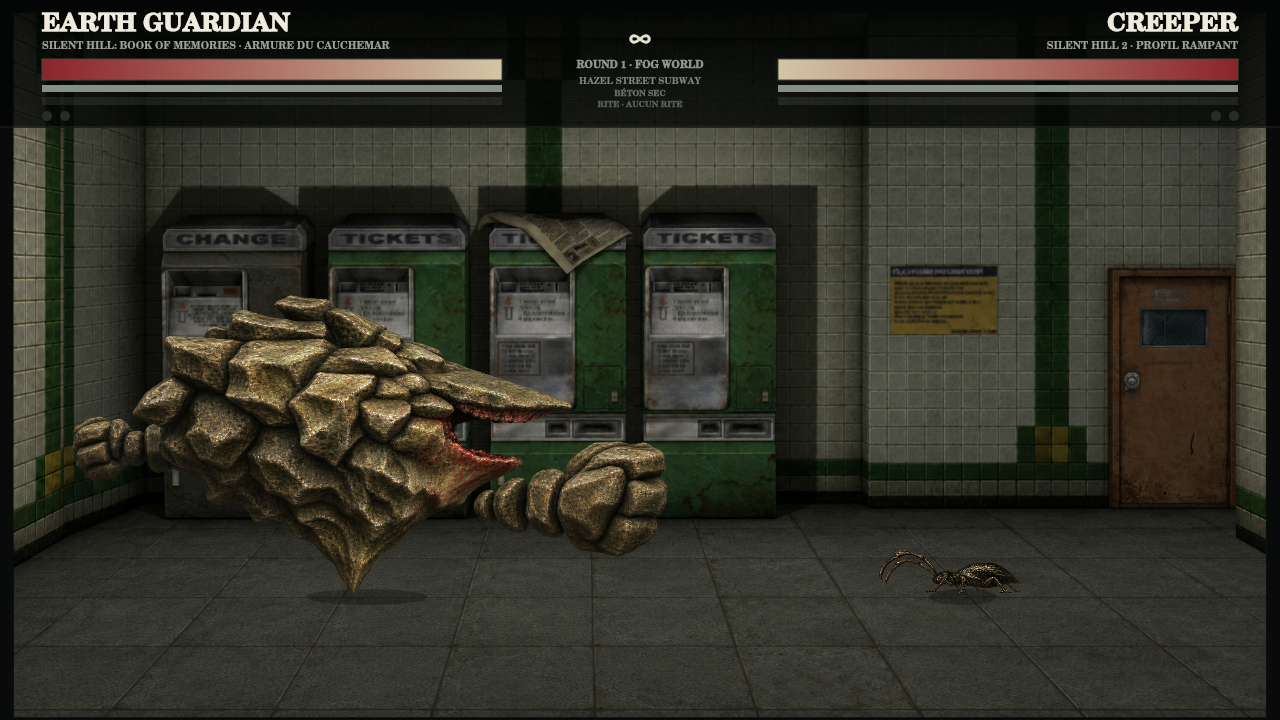 EARTH GUARDIAN
SILENT HILL: BOOK OF MEMORIES · ARMURE DU CAUCHEMAR
∞
ROUND 1 · FOG WORLD
HAZEL STREET SUBWAY
BÉTON SEC
RITE · AUCUN RITE
CREEPER
SILENT HILL 2 · PROFIL RAMPANT
CHANGE
TICKETS
TICKETS